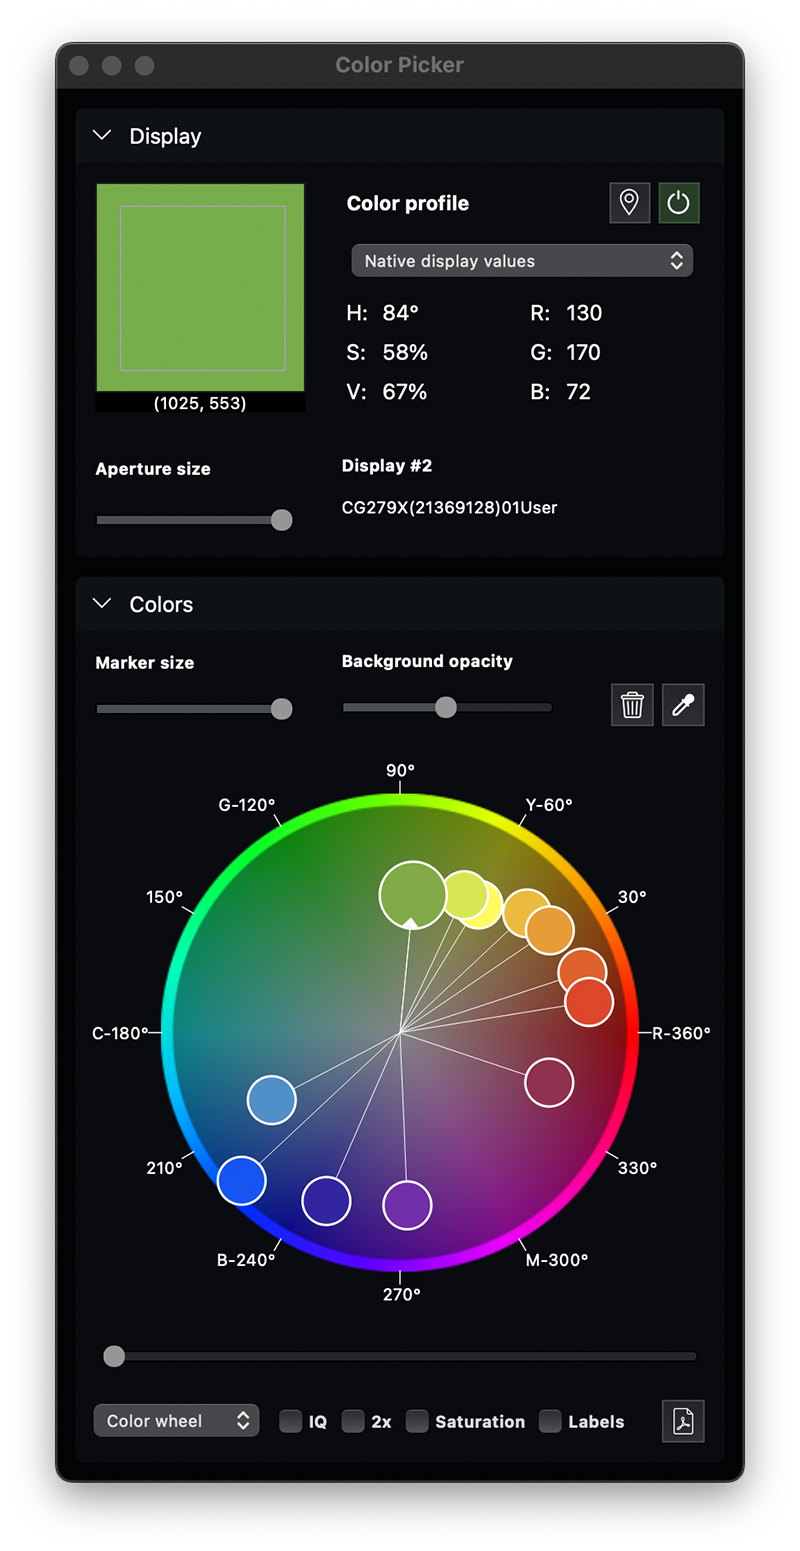 Color Picker
Display
Color profile
Native display values
H: 84° R: 130
S: 58% G: 170
V: 67% B: 72
(1025, 553)
Aperture size
Display #2
CG279X(21369128)01User
Colors
Marker size
Background opacity
90°
G-120° Y-60°
150° 30°
C-180° R-360°
210° 330°
B-240° M-300°
270°
Color wheel IQ 2x Saturation Labels